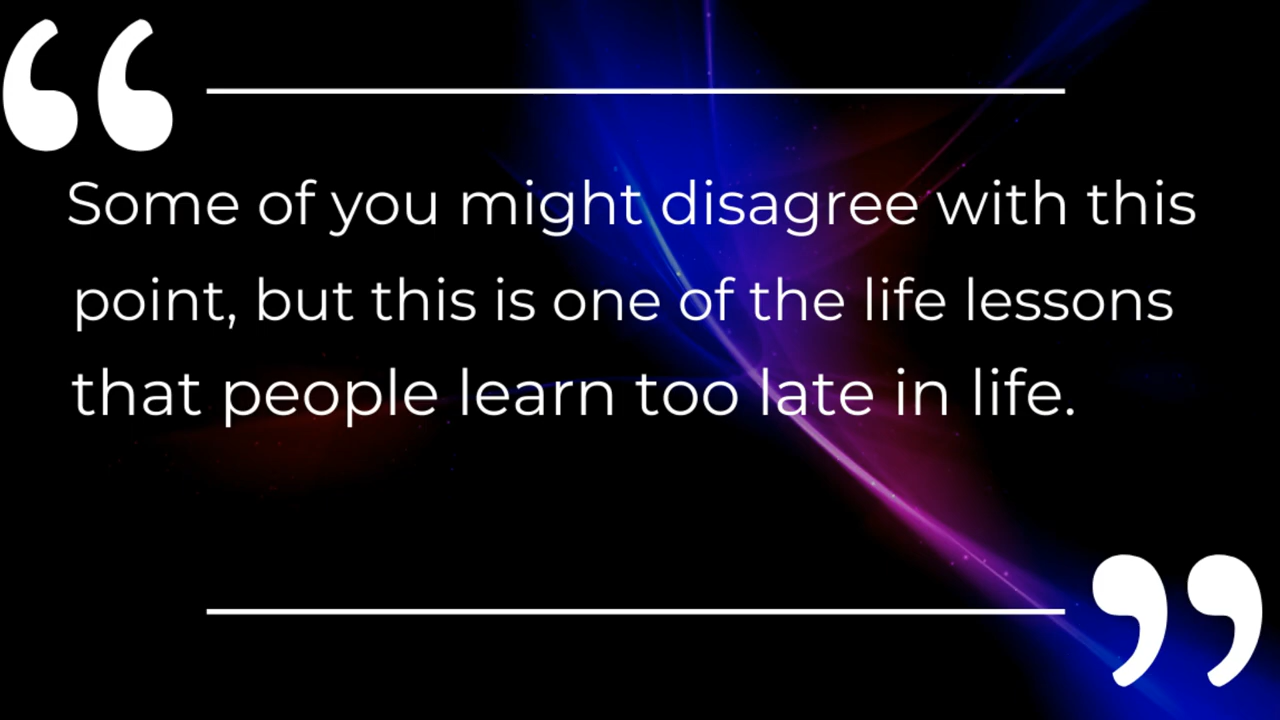 “
Some of you might disagree with this
point, but this is one of the life lessons
that people learn too late in life.
”